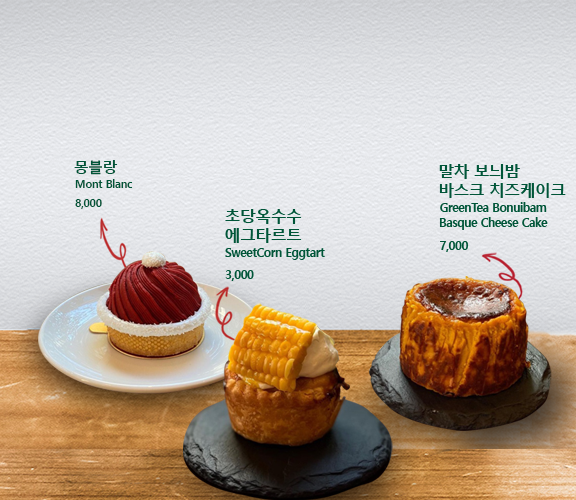 몽블랑
Mont Blanc
8,000
초당옥수수
에그타르트
SweetCorn Eggtart
3,000
말차 보늬밤
바스크 치즈케이크
GreenTea Bonuibam
Basque Cheese Cake
7,000